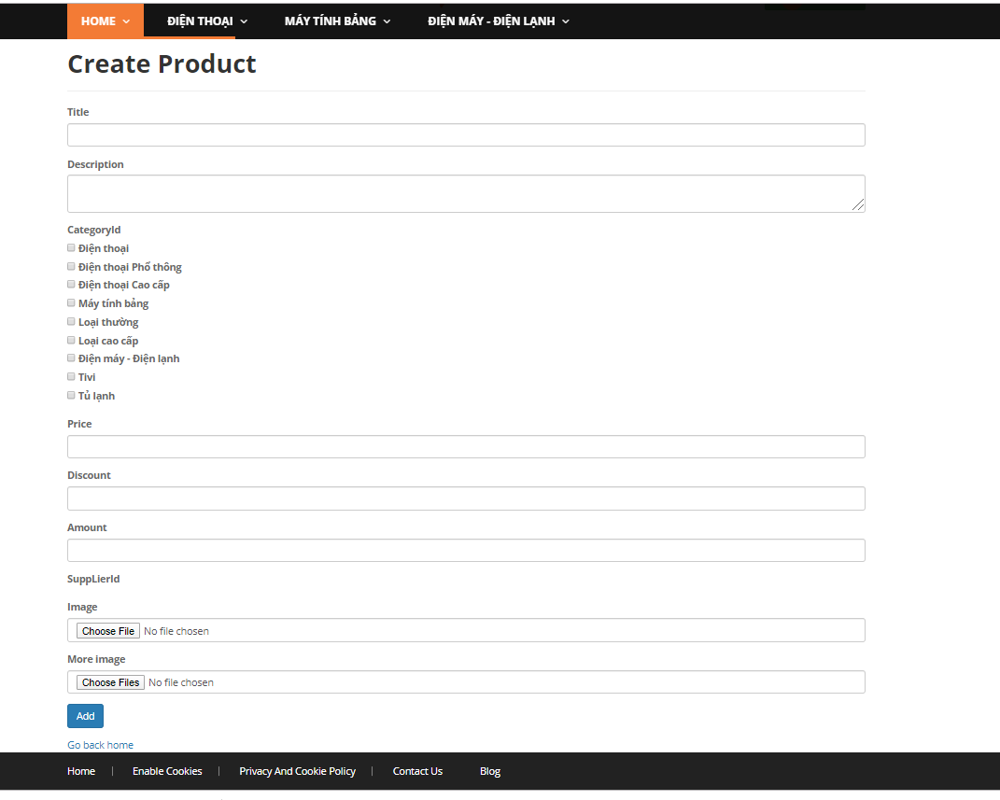 HOME ĐIỆN THOẠI MÁY TÍNH BẢNG ĐIỆN MÁY - ĐIỆN LẠNH
Create Product
Title
Description
CategoryId
Điện thoại
Điện thoại Phổ thông
Điện thoại Cao cấp
Máy tính bảng
Loại thường
Loại cao cấp
Điện máy - Điện lạnh
Tivi
Tủ lạnh
Price
Discount
Amount
SuppLierId
Image
Choose File No file chosen
More image
Choose Files No file chosen
Add
Go back home
Home | Enable Cookies | Privacy And Cookie Policy | Contact Us Blog